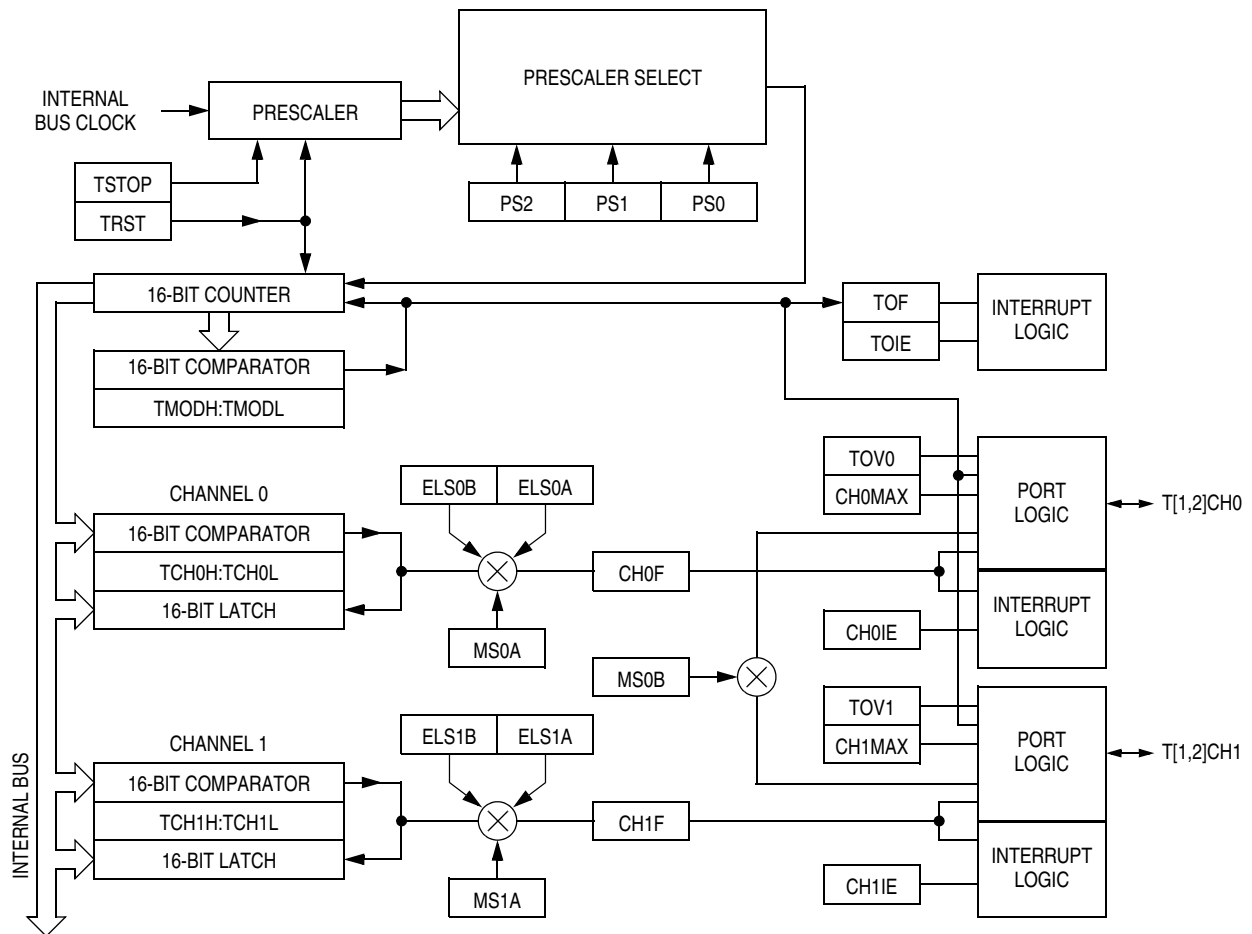 PRESCALER SELECT
INTERNAL
BUS CLOCK
PRESCALER
TSTOP
TRST
PS2
PS1
PS0
16-BIT COUNTER
TOF
TOIE
INTERRUPT
LOGIC
16-BIT COMPARATOR
TMODH:TMODL
CHANNEL 0
ELS0B
ELS0A
TOV0
CH0MAX
PORT
LOGIC
T[1,2]CH0
16-BIT COMPARATOR
TCH0H:TCH0L
16-BIT LATCH
CH0F
MS0A
CH0IE
INTERRUPT
LOGIC
MS0B
CHANNEL 1
ELS1B
ELS1A
TOV1
CH1MAX
PORT
LOGIC
T[1,2]CH1
16-BIT COMPARATOR
TCH1H:TCH1L
16-BIT LATCH
CH1F
MS1A
CH1IE
INTERRUPT
LOGIC
INTERNAL BUS